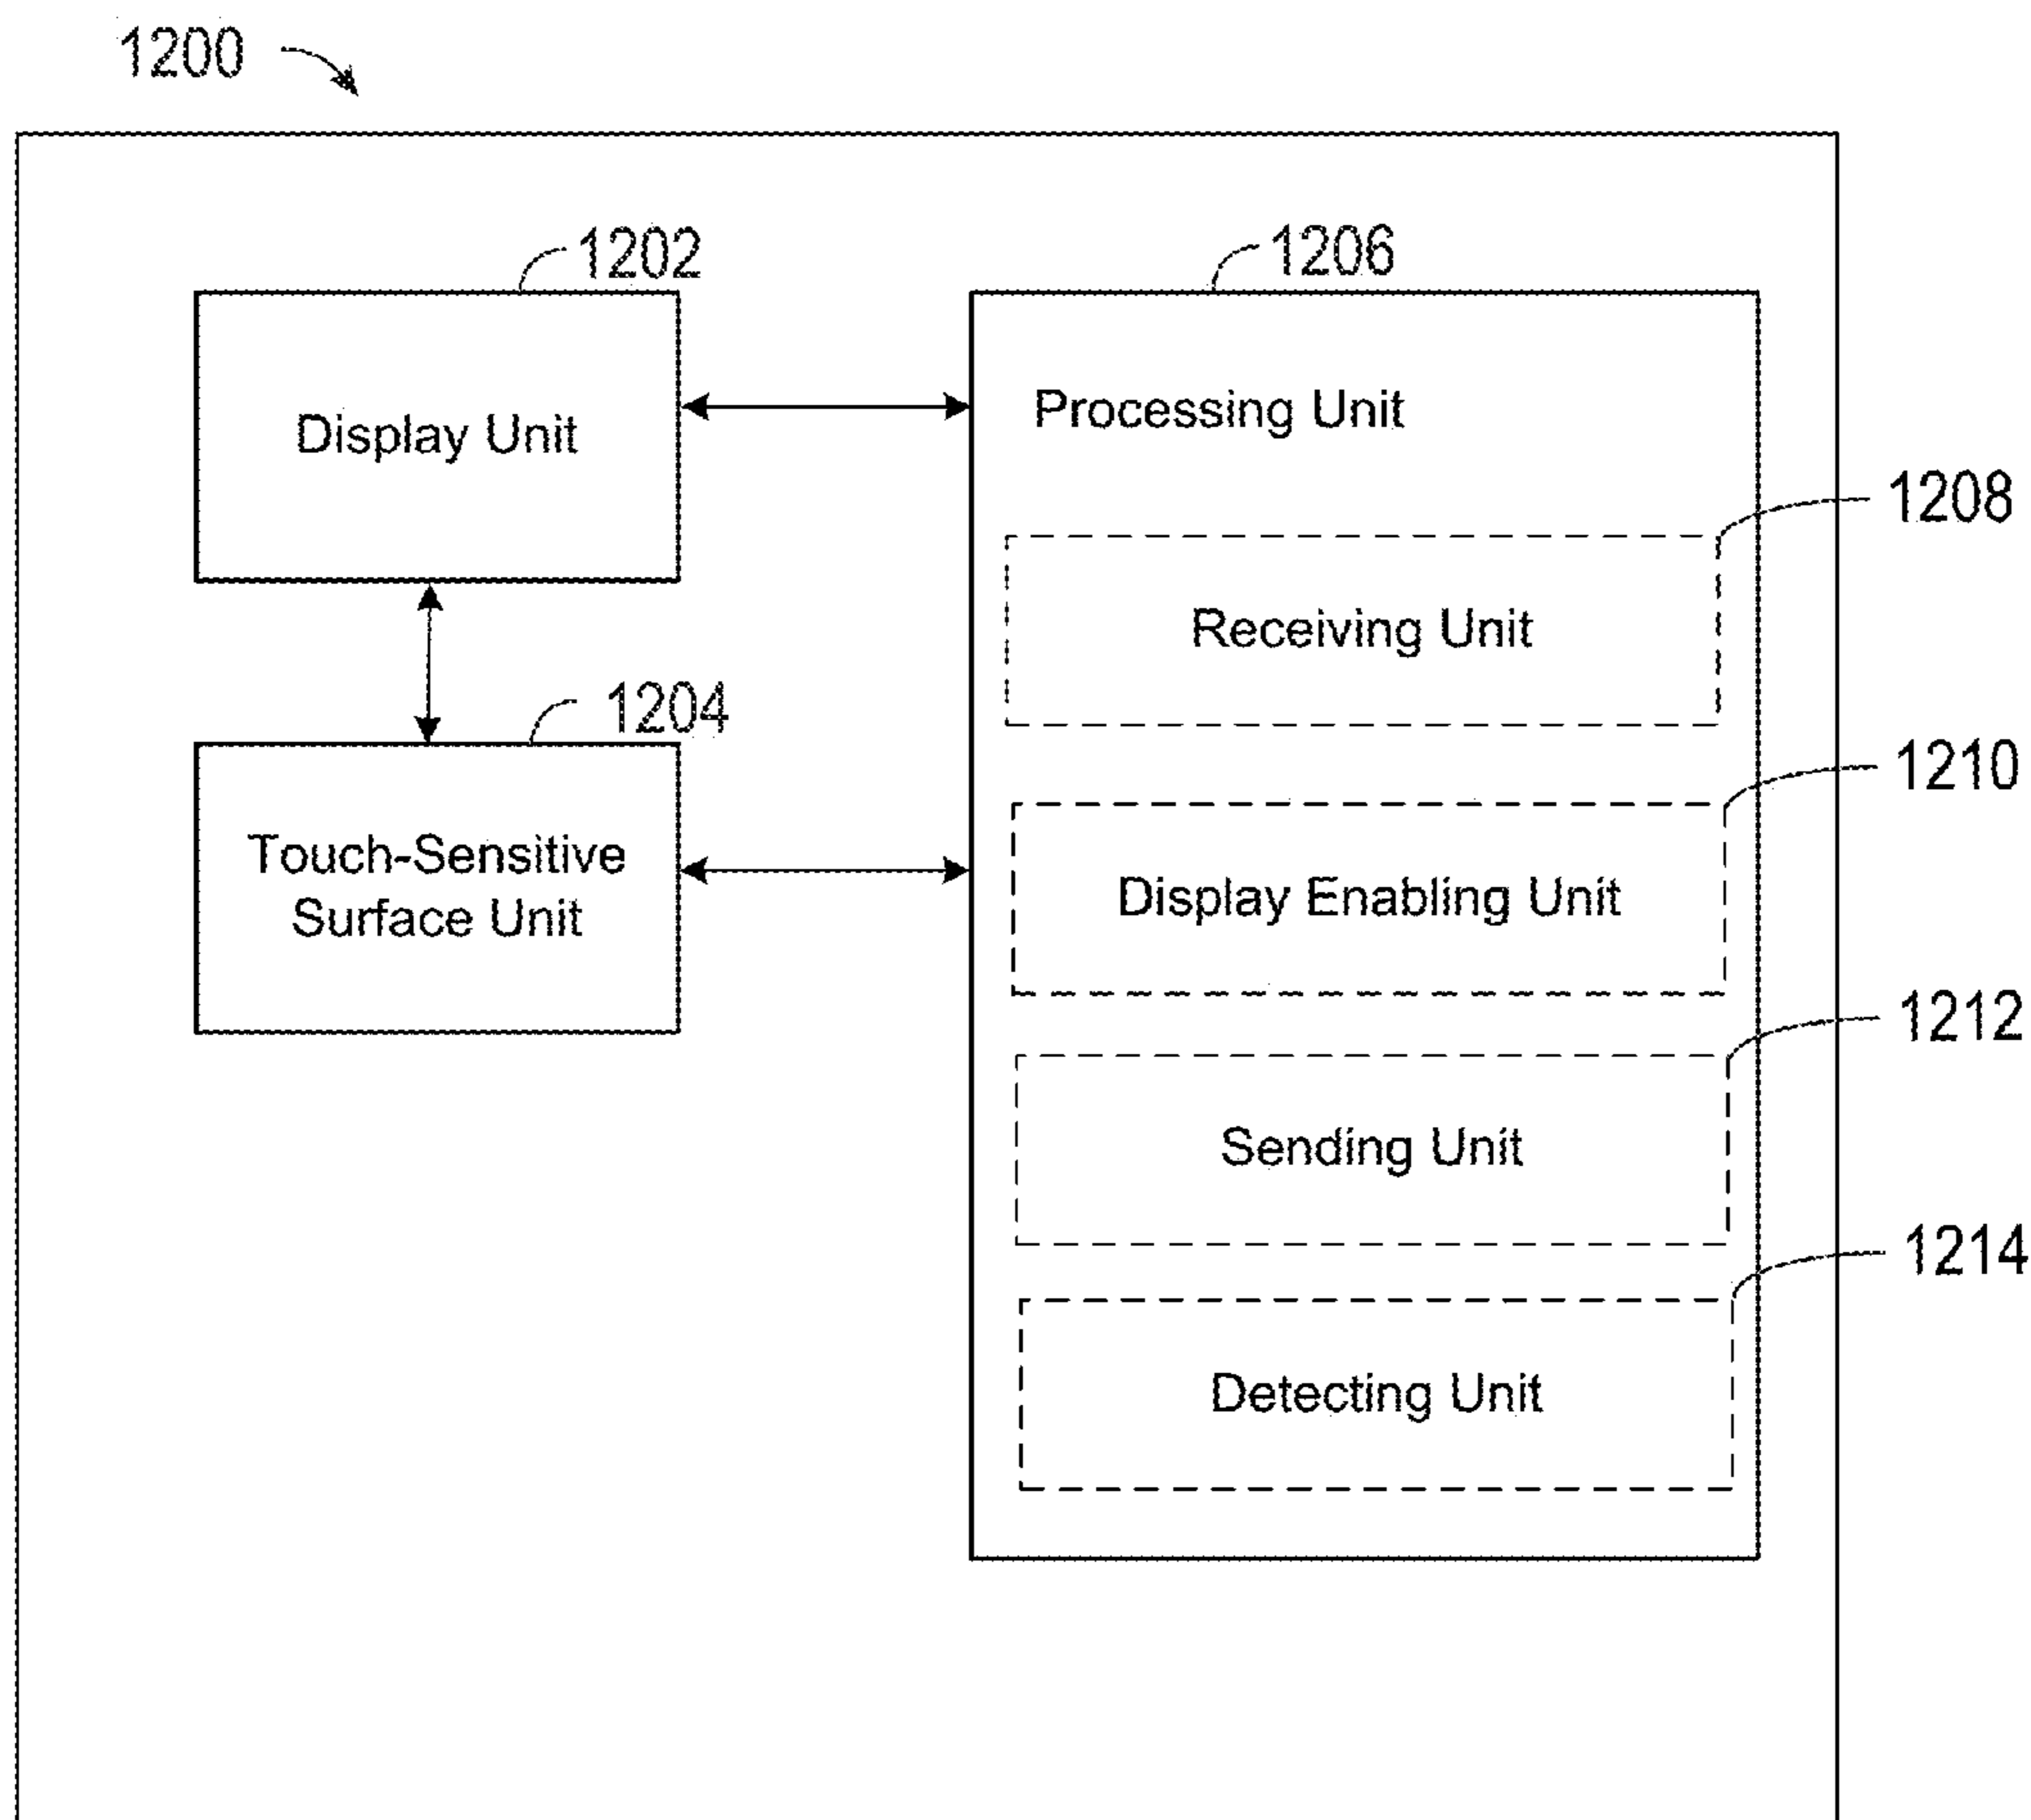 1200
1202
1206
Display Unit
Processing Unit
1208
Receiving Unit
1204
1210
Touch-Sensitive
Surface Unit
Display Enabling Unit
1212
Sending Unit
1214
Detecting Unit